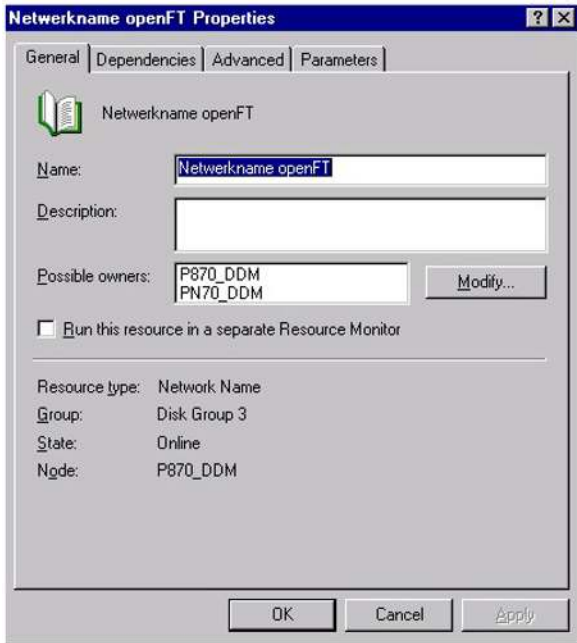 Netwerkname openFT Properties
General Dependencies Advanced Parameters
Netwerkname openFT
Name: Netwerkname openFT
Description:
Possible owners: P870_DDM
PN70_DDM
Modify...
Run this resource in a separate Resource Monitor
Resource type: Network Name
Group: Disk Group 3
State: Online
Node: P870_DDM
OK Cancel Apply